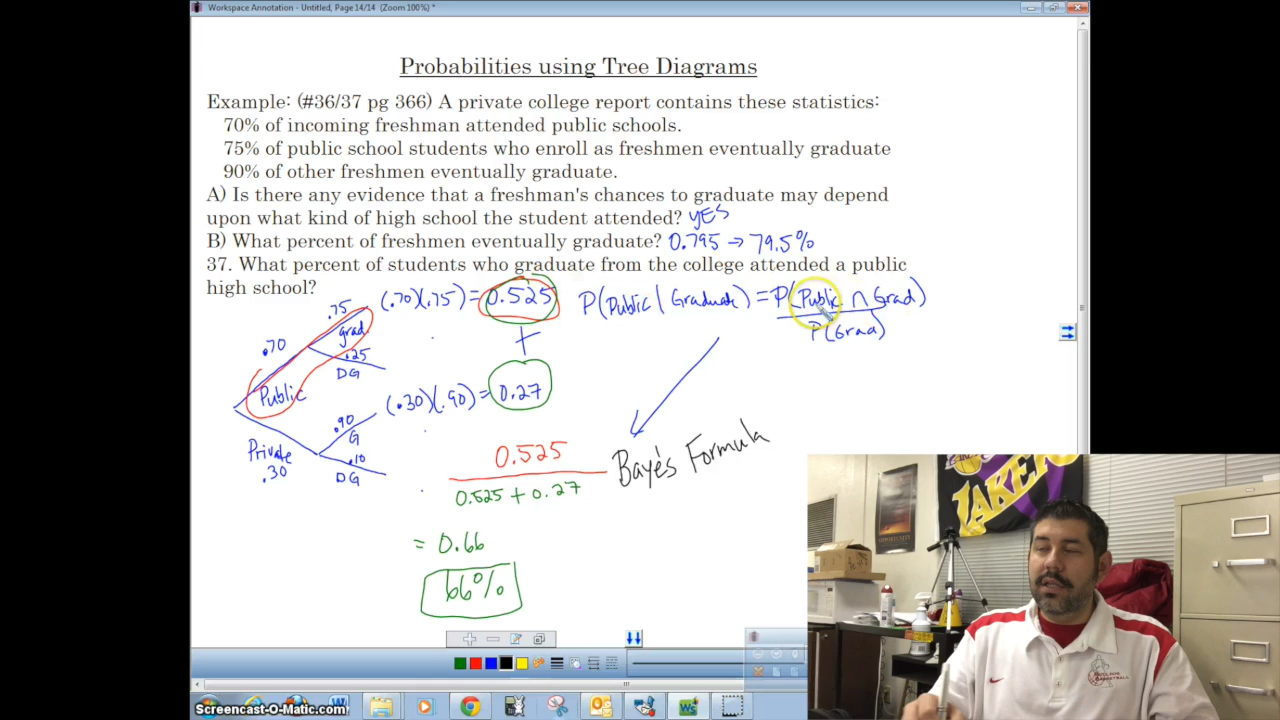 Workspace Annotation - Untitled, Page 14/14 (Zoom 100%) *
Probabilities using Tree Diagrams
Example: (#36/37 pg 366) A private college report contains these statistics:
70% of incoming freshman attended public schools.
75% of public school students who enroll as freshmen eventually graduate
90% of other freshmen eventually graduate.
A) Is there any evidence that a freshman's chances to graduate may depend
upon what kind of high school the student attended? YES
B) What percent of freshmen eventually graduate? 0.795 → 79.5%
37. What percent of students who graduate from the college attended a public
high school?
(.70)(.75) = 0.525
P(Public | Graduate) = P(Public ∩ Grad)
P(Grad)
.75
grad
.70
.25
DG
Public
+
(.30)(.90) = 0.27
.90
G
Private
.30
.10
DG
0.525
0.525 + 0.27
Baye's Formula
= 0.66
66%
LAKERS
OPPORTUNITY
BASKETBALL
Screencast-O-Matic.com